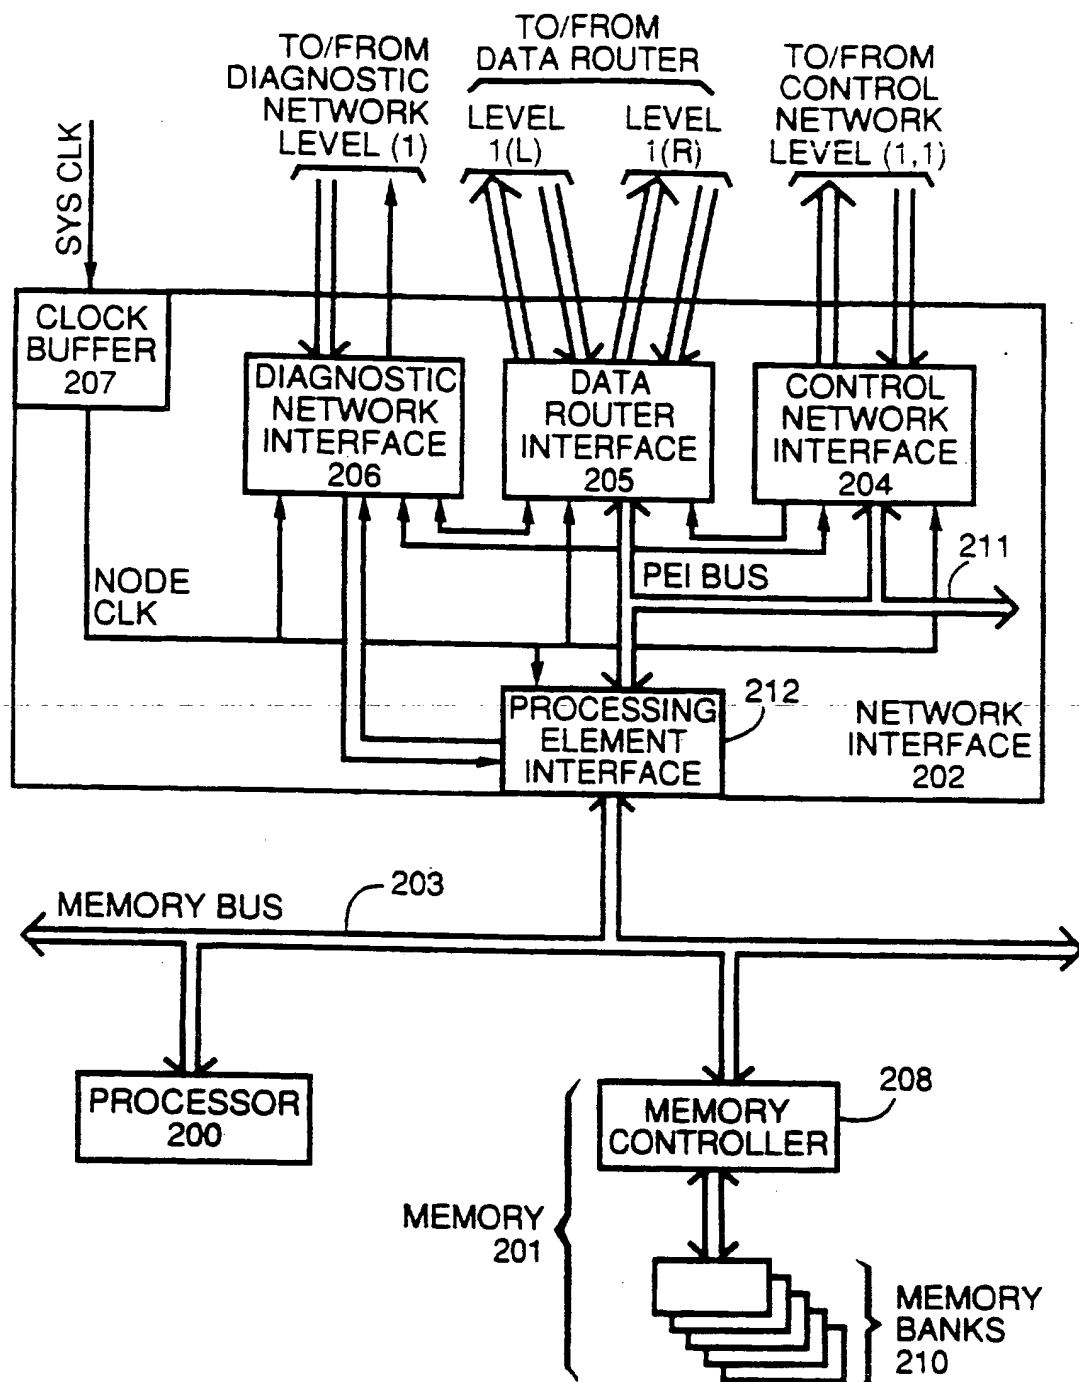 TO/FROM
DIAGNOSTIC
NETWORK
LEVEL (1)
TO/FROM
DATA ROUTER
LEVEL
1(L)
LEVEL
1(R)
TO/FROM
CONTROL
NETWORK
LEVEL (1,1)
SYS CLK
CLOCK
BUFFER
207
DIAGNOSTIC
NETWORK
INTERFACE
206
DATA
ROUTER
INTERFACE
205
CONTROL
NETWORK
INTERFACE
204
NODE
CLK
PEI BUS
211
PROCESSING
ELEMENT
INTERFACE
212
NETWORK
INTERFACE
202
MEMORY BUS
203
PROCESSOR
200
MEMORY
CONTROLLER
208
MEMORY
201
MEMORY
BANKS
210